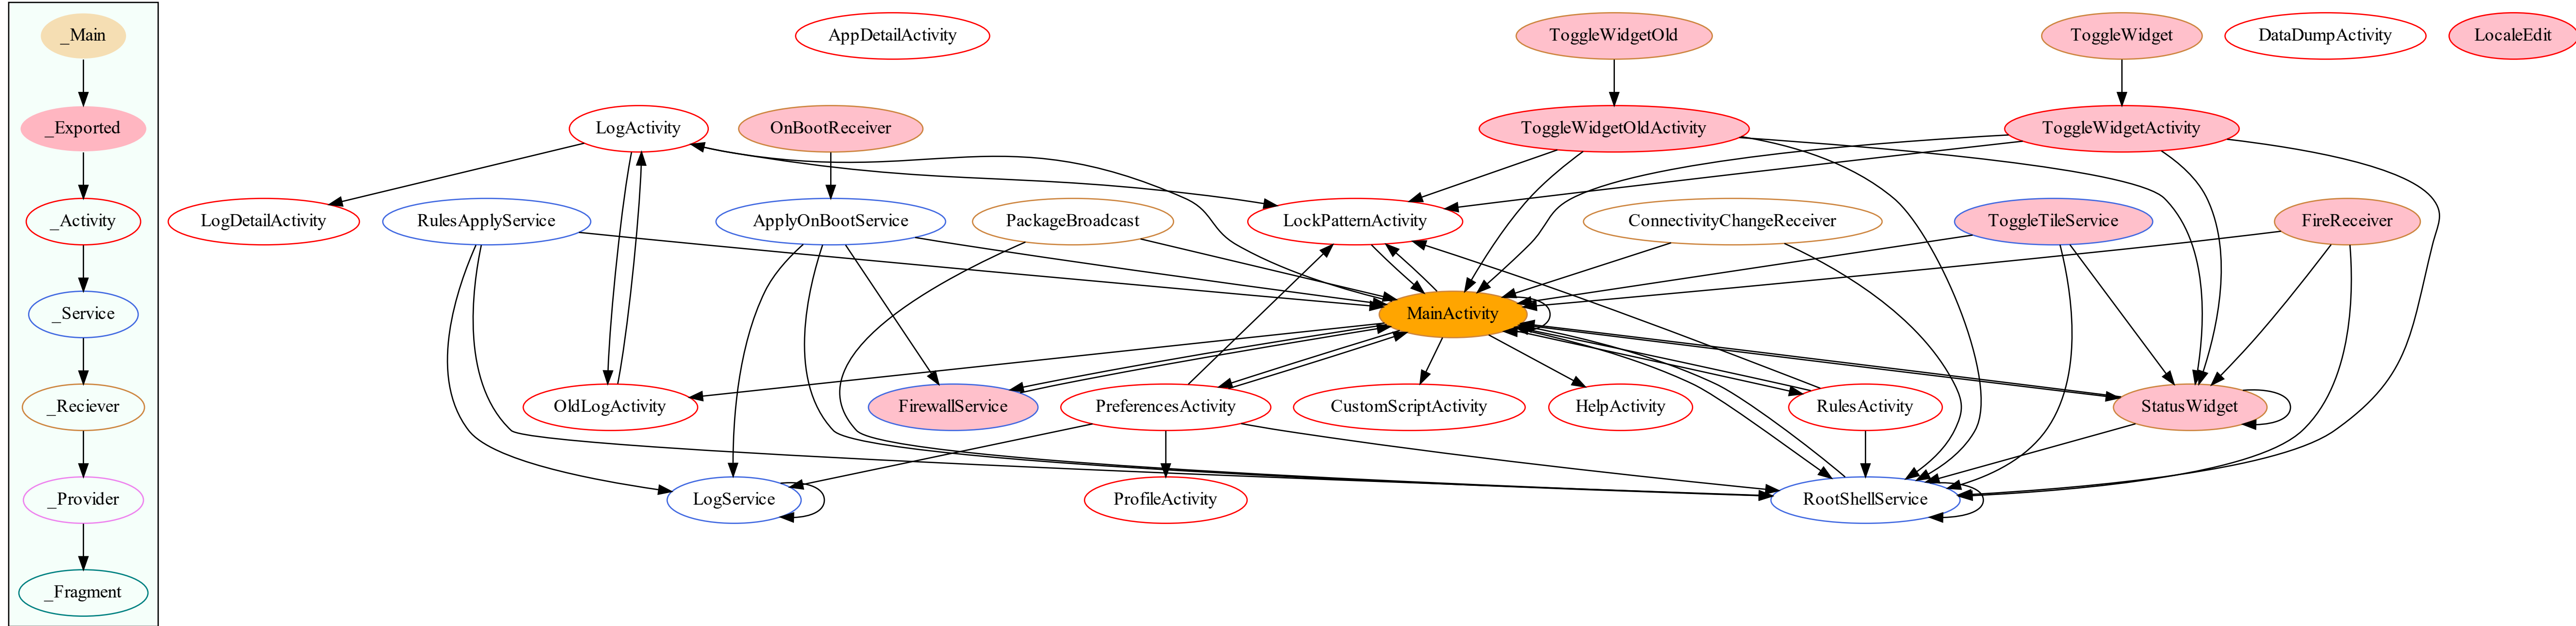 _Main
AppDetailActivity
ToggleWidgetOld
ToggleWidget
DataDumpActivity
LocaleEdit
_Exported
LogActivity
OnBootReceiver
ToggleWidgetOldActivity
ToggleWidgetActivity
_Activity
LogDetailActivity
RulesApplyService
ApplyOnBootService
PackageBroadcast
LockPatternActivity
ConnectivityChangeReceiver
ToggleTileService
FireReceiver
_Service
MainActivity
_Reciever
OldLogActivity
FirewallService
PreferencesActivity
CustomScriptActivity
HelpActivity
RulesActivity
StatusWidget
_Provider
LogService
ProfileActivity
RootShellService
_Fragment